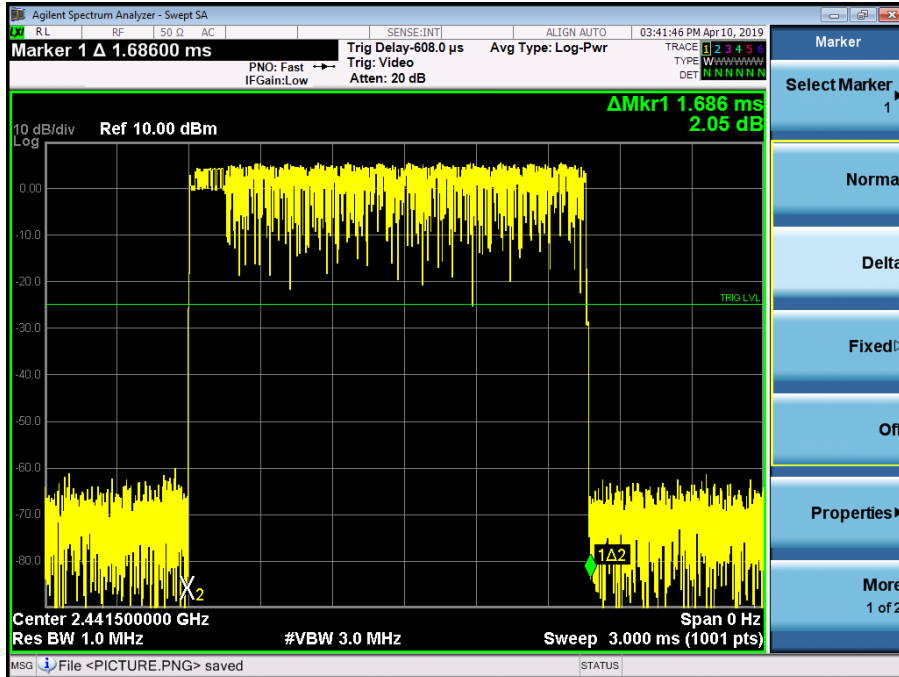 Agilent Spectrum Analyzer - Swept SA
LXI RL RF 50 Ω AC SENSE:INT ALIGN AUTO 03:41:46 PM Apr 10, 2019
Marker 1 Δ 1.68600 ms
PNO: Fast
IFGain:Low
Trig Delay-608.0 µs
Trig: Video
Atten: 20 dB
Avg Type: Log-Pwr
TRACE 1 2 3 4 5 6
TYPE WWWWWW
DET N N N N N N
ΔMkr1 1.686 ms
2.05 dB
10 dB/div Ref 10.00 dBm
Log
0.00
-10.0
-20.0
TRIG LVL
-30.0
-40.0
-50.0
-60.0
-70.0
-80.0
1Δ2
X2
Center 2.441500000 GHz Span 0 Hz
Res BW 1.0 MHz #VBW 3.0 MHz Sweep 3.000 ms (1001 pts)
MSG File <PICTURE.PNG> saved STATUS
Marker
Select Marker
1
Norma
Delta
Fixed
Off
Properties
More
1 of 2